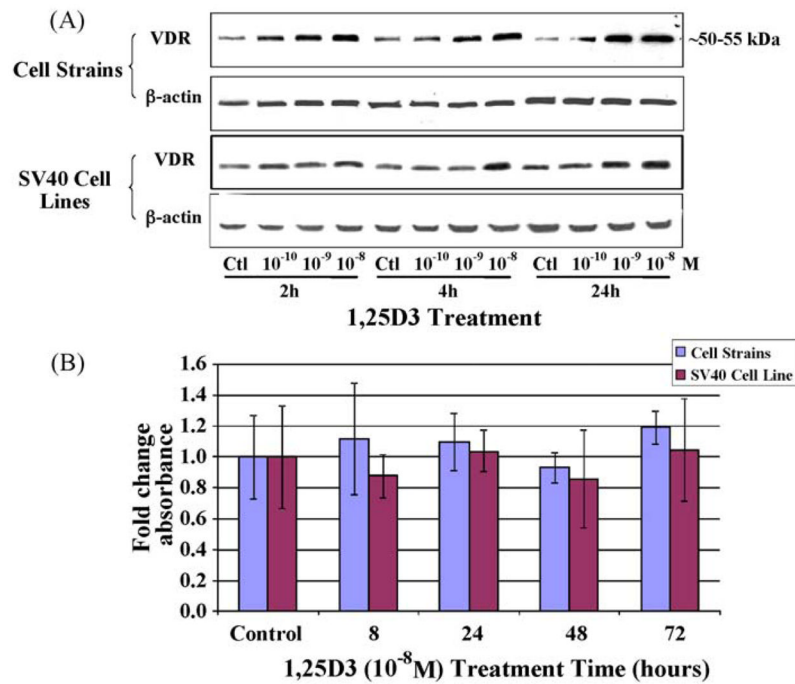 (A)
VDR
~50-55 kDa
Cell Strains
β-actin
VDR
SV40 Cell Lines
β-actin
Ctl 10⁻¹⁰ 10⁻⁹ 10⁻⁸ Ctl 10⁻¹⁰ 10⁻⁹ 10⁻⁸ Ctl 10⁻¹⁰ 10⁻⁹ 10⁻⁸ M
2h 4h 24h
1,25D3 Treatment
(B)
Cell Strains
SV40 Cell Line
Fold change
absorbance
1.6
1.4
1.2
1.0
0.8
0.6
0.4
0.2
0.0
Control 8 24 48 72
1,25D3 (10⁻⁸M) Treatment Time (hours)